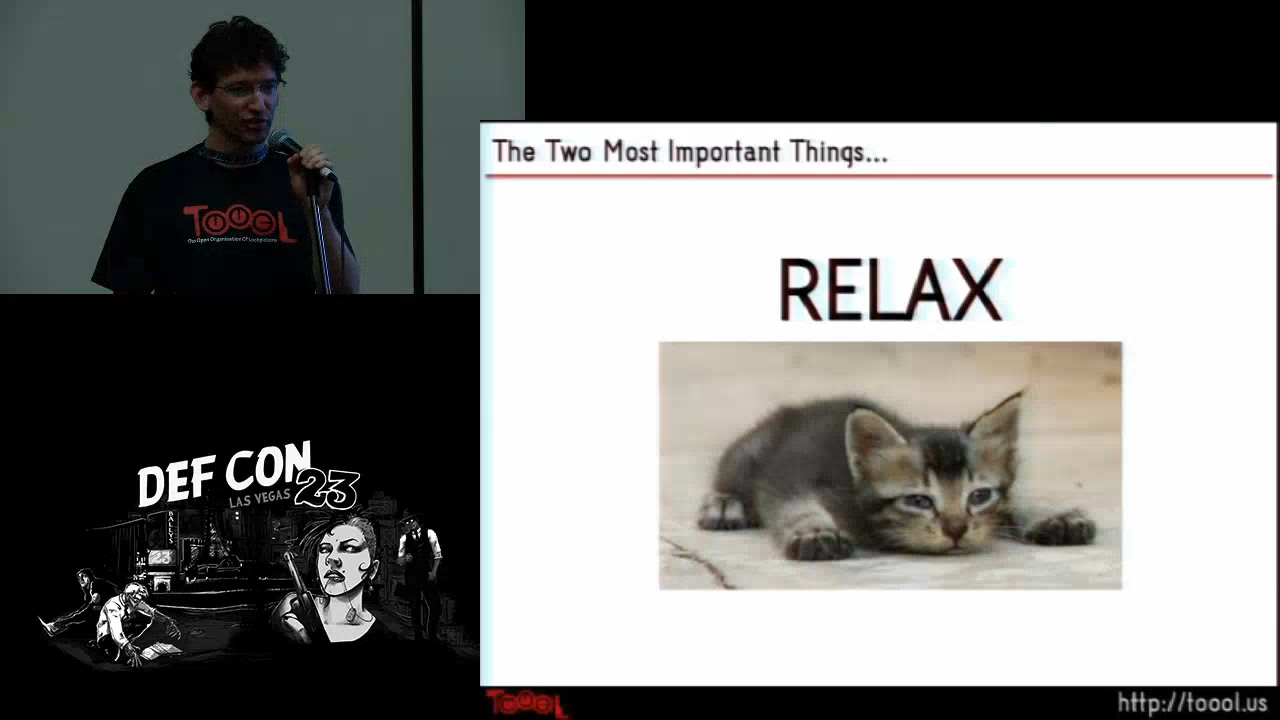 TOOOL
The Open Organisation Of Lockpickers
The Two Most Important Things...
RELAX
DEF CON
LAS VEGAS 23
BALLYS
TOOOL
http://toool.us